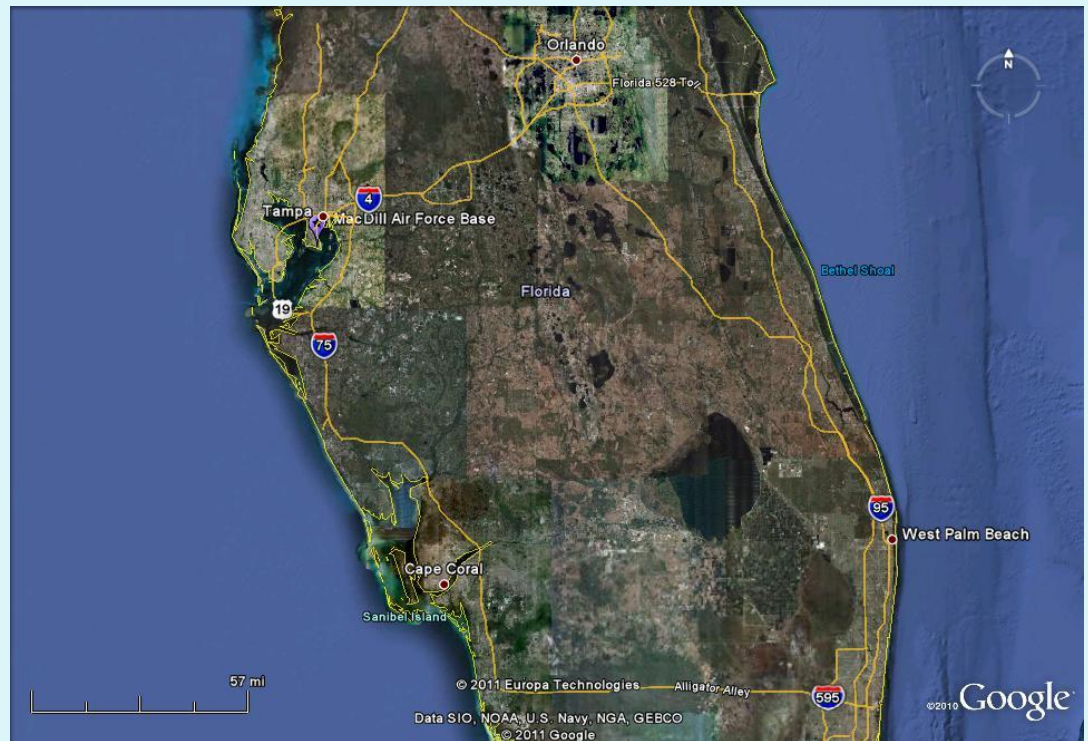 Orlando
N
Florida 528 Toll
4
Tampa
MacDill Air Force Base
Bethel Shoal
Florida
19
75
95
West Palm Beach
Cape Coral
Sanibel Island
57 mi
© 2011 Europa Technologies
Alligator Alley
595
©2010 Google
Data SIO, NOAA, U.S. Navy, NGA, GEBCO
© 2011 Google